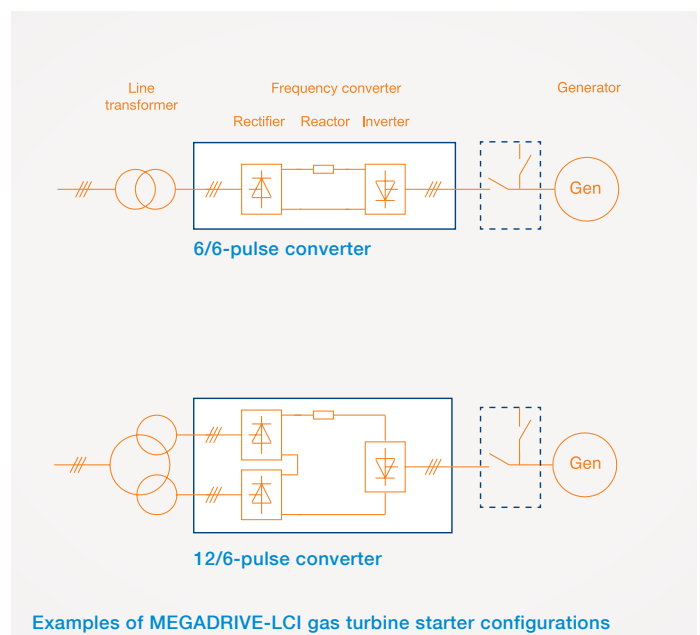 Line
transformer
Frequency converter
Generator
Rectifier Reactor Inverter
Gen
6/6-pulse converter
Gen
12/6-pulse converter
Examples of MEGADRIVE-LCI gas turbine starter configurations